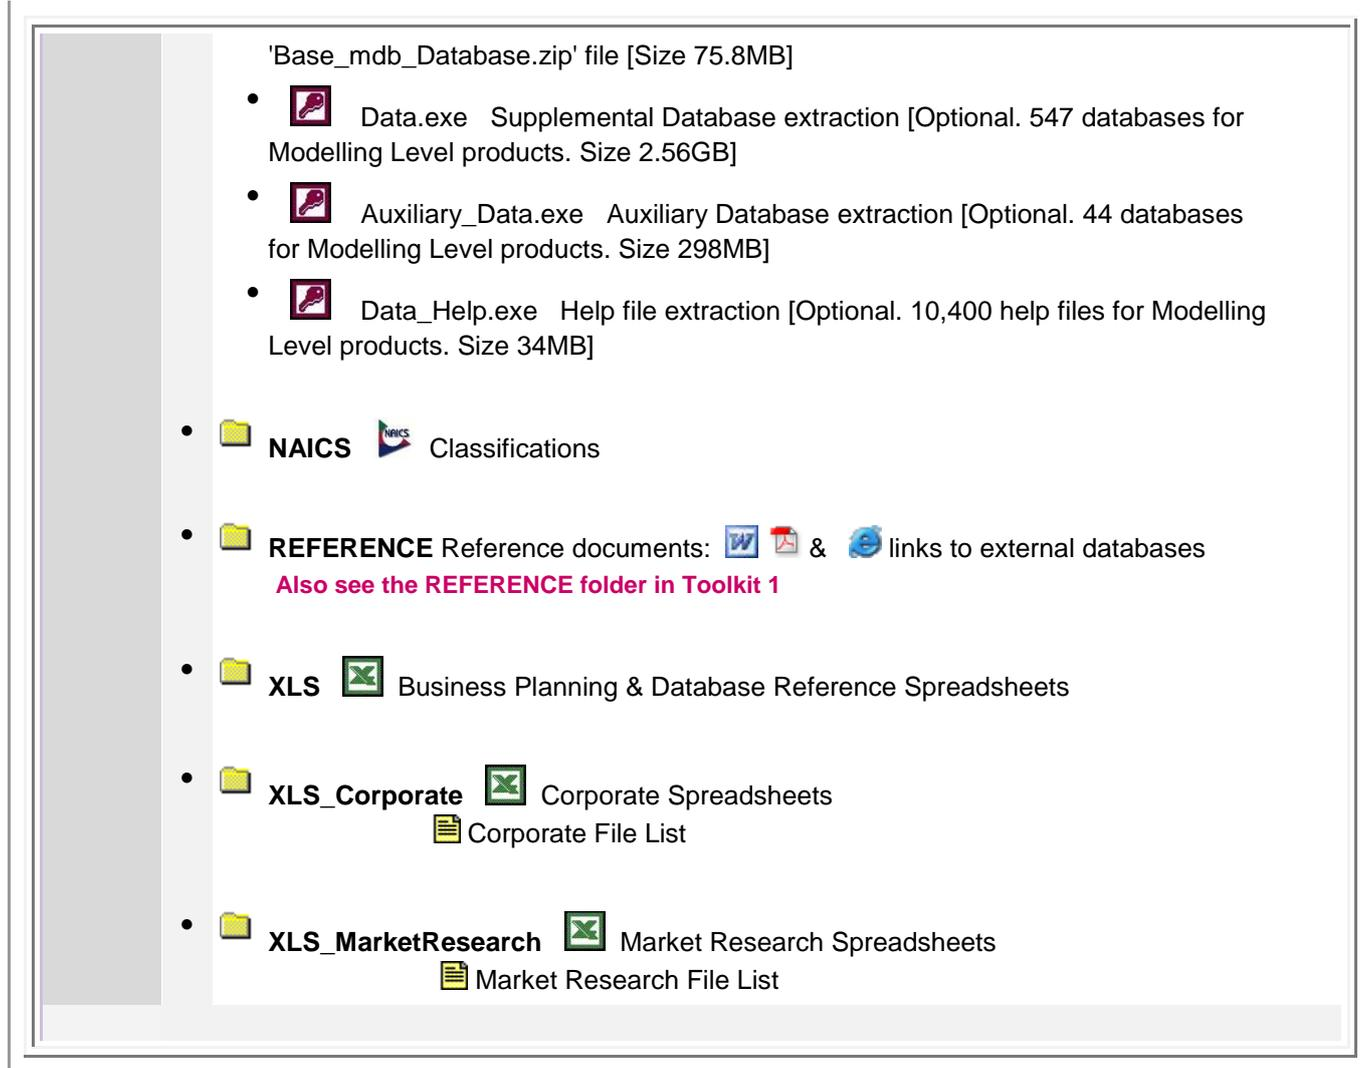 'Base_mdb_Database.zip' file [Size 75.8MB]
Data.exe Supplemental Database extraction [Optional. 547 databases for
Modelling Level products. Size 2.56GB]
Auxiliary_Data.exe Auxiliary Database extraction [Optional. 44 databases
for Modelling Level products. Size 298MB]
Data_Help.exe Help file extraction [Optional. 10,400 help files for Modelling
Level products. Size 34MB]
NAICS NAICS Classifications
REFERENCE Reference documents: W & links to external databases
Also see the REFERENCE folder in Toolkit 1
XLS Business Planning & Database Reference Spreadsheets
XLS_Corporate Corporate Spreadsheets
Corporate File List
XLS_MarketResearch Market Research Spreadsheets
Market Research File List